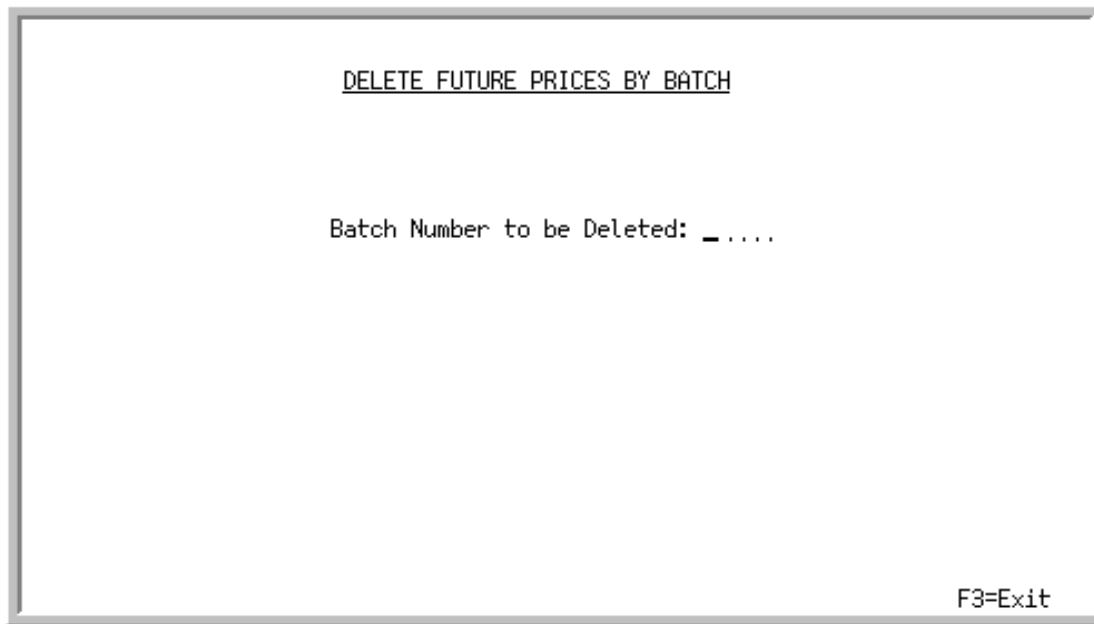 DELETE FUTURE PRICES BY BATCH
Batch Number to be Deleted: _....
F3=Exit